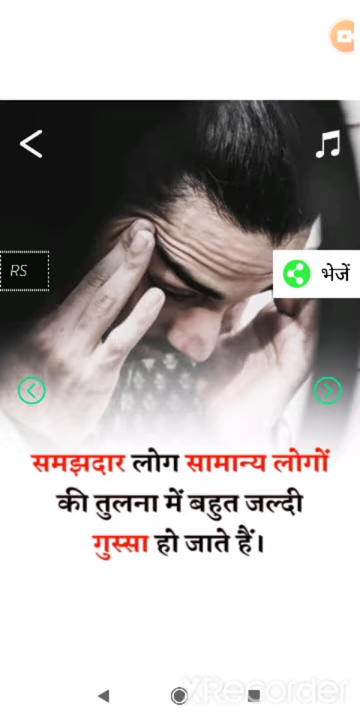 RS
भेजें
समझदार लोग सामान्य लोगों
की तुलना में बहुत जल्दी
गुस्सा हो जाते हैं।
XRecorder